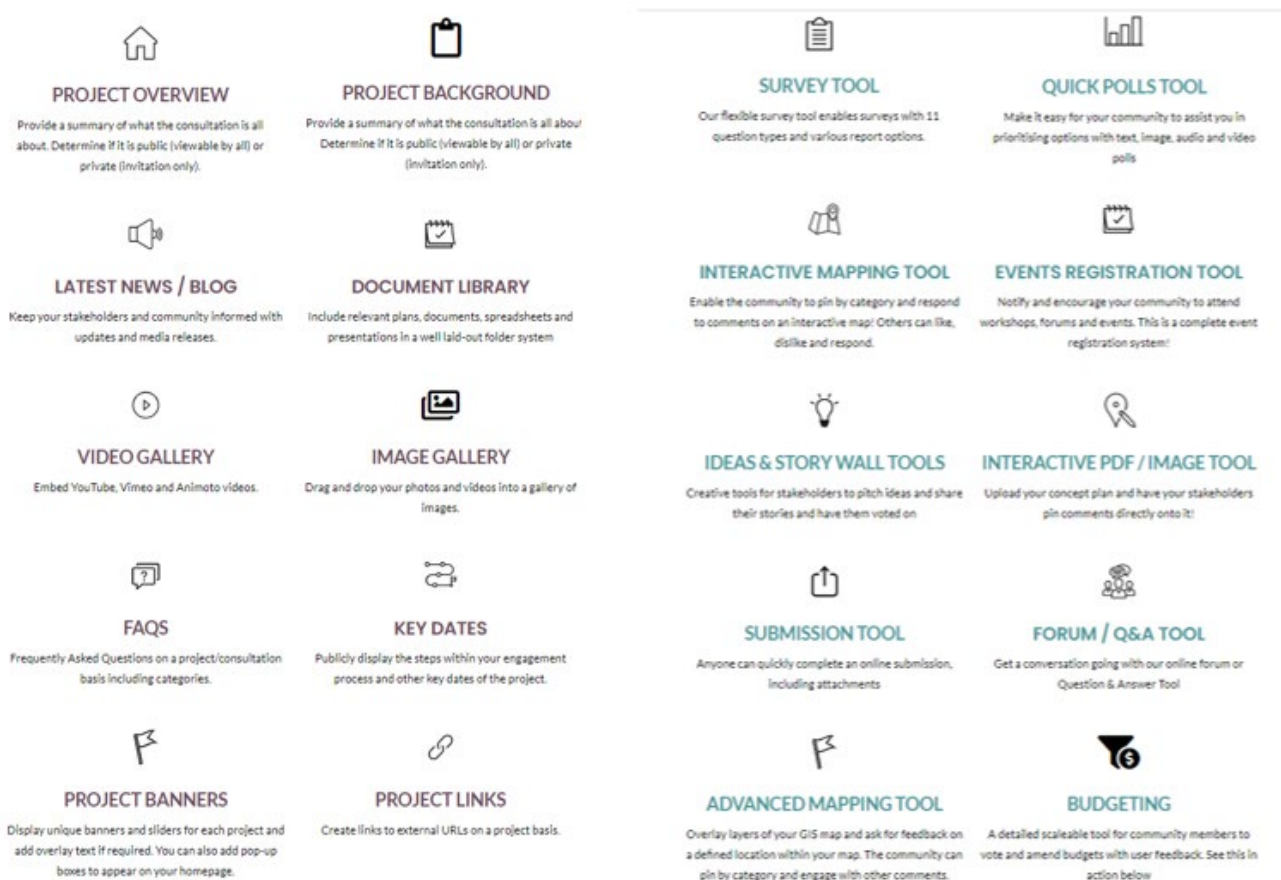 PROJECT OVERVIEW
Provide a summary of what the consultation is all
about. Determine if it is public (viewable by all) or
private (invitation only).
PROJECT BACKGROUND
Provide a summary of what the consultation is all abou
Determine if it is public (viewable by all) or private
(invitation only).
LATEST NEWS / BLOG
Keep your stakeholders and community informed with
updates and media releases.
DOCUMENT LIBRARY
Include relevant plans, documents, spreadsheets and
presentations in a well laid-out folder system
VIDEO GALLERY
Embed YouTube, Vimeo and Animoto videos.
IMAGE GALLERY
Drag and drop your photos and videos into a gallery of
images.
FAQS
Frequently Asked Questions on a project/consultation
basis including categories.
KEY DATES
Publicly display the steps within your engagement
process and other key dates of the project.
PROJECT BANNERS
Display unique banners and sliders for each project and
add overlay text if required. You can also add pop-up
boxes to appear on your homepage.
PROJECT LINKS
Create links to external URLs on a project basis.
SURVEY TOOL
Our flexible survey tool enables surveys with 11
question types and various report options.
QUICK POLLS TOOL
Make it easy for your community to assist you in
prioritising options with text, image, audio and video
polls
INTERACTIVE MAPPING TOOL
Enable the community to pin by category and respond
to comments on an interactive map! Others can like,
dislike and respond.
EVENTS REGISTRATION TOOL
Notify and encourage your community to attend
workshops, forums and events. This is a complete event
registration system!
IDEAS & STORY WALL TOOLS
Creative tools for stakeholders to pitch ideas and share
their stories and have them voted on
INTERACTIVE PDF / IMAGE TOOL
Upload your concept plan and have your stakeholders
pin comments directly onto it!
SUBMISSION TOOL
Anyone can quickly complete an online submission,
including attachments
FORUM / Q&A TOOL
Get a conversation going with our online forum or
Question & Answer Tool
ADVANCED MAPPING TOOL
Overlay layers of your GIS map and ask for feedback on
a defined location within your map. The community can
pin by category and engage with other comments.
BUDGETING
A detailed scaleable tool for community members to
vote and amend budgets with user feedback. See this in
action below